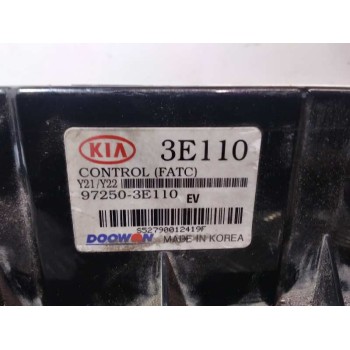 KIA 3E110
CONTROL (FATC)
Y21/Y22
97250-3E110 EV
S52790012419F
DOOWON MADE IN KOREA